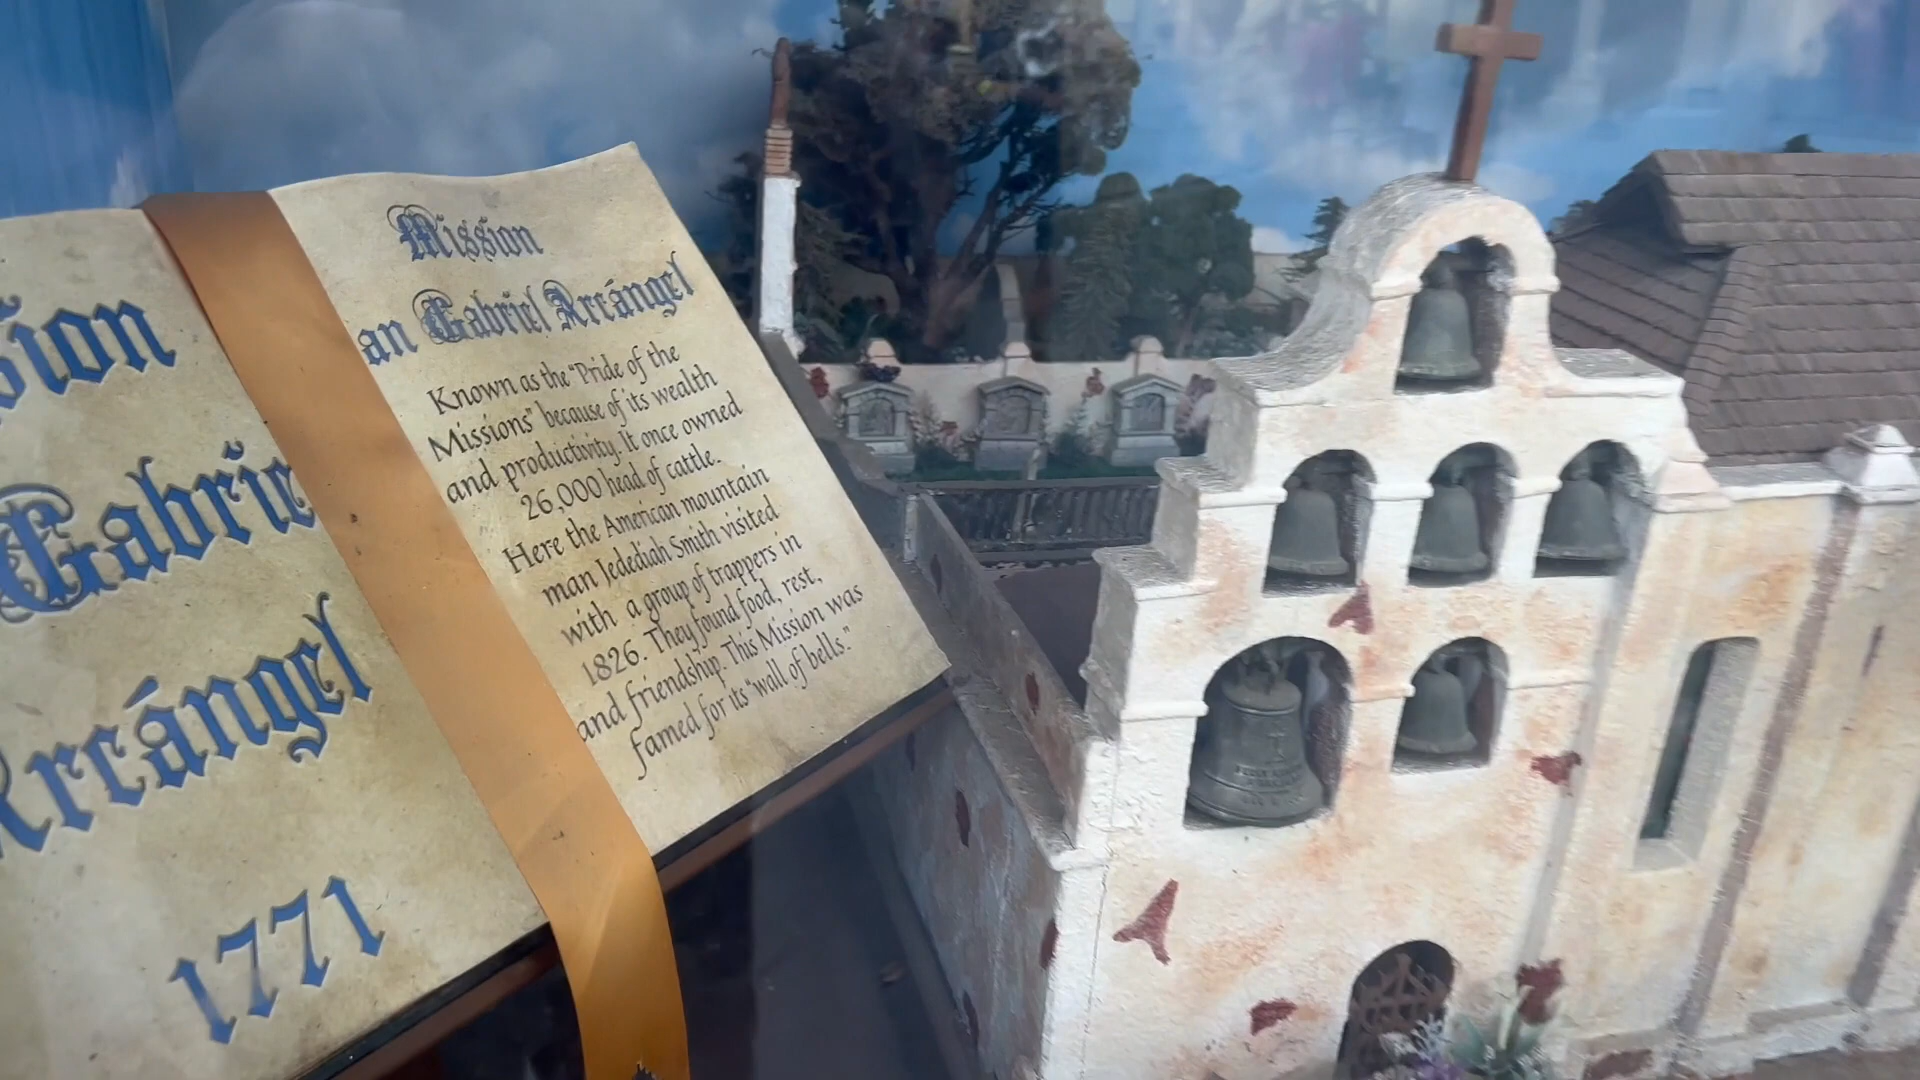 Gabrie
Arcángel
1771
Mission
an Gabriel Arcángel
Known as the "Pride of the
Missions" because of its wealth
and productivity. It once owned
26,000 head of cattle.
Here the American mountain
man Jedediah Smith visited
with a group of trappers in
1826. They found food, rest,
and friendship. This Mission was
famed for its "wall of bells."